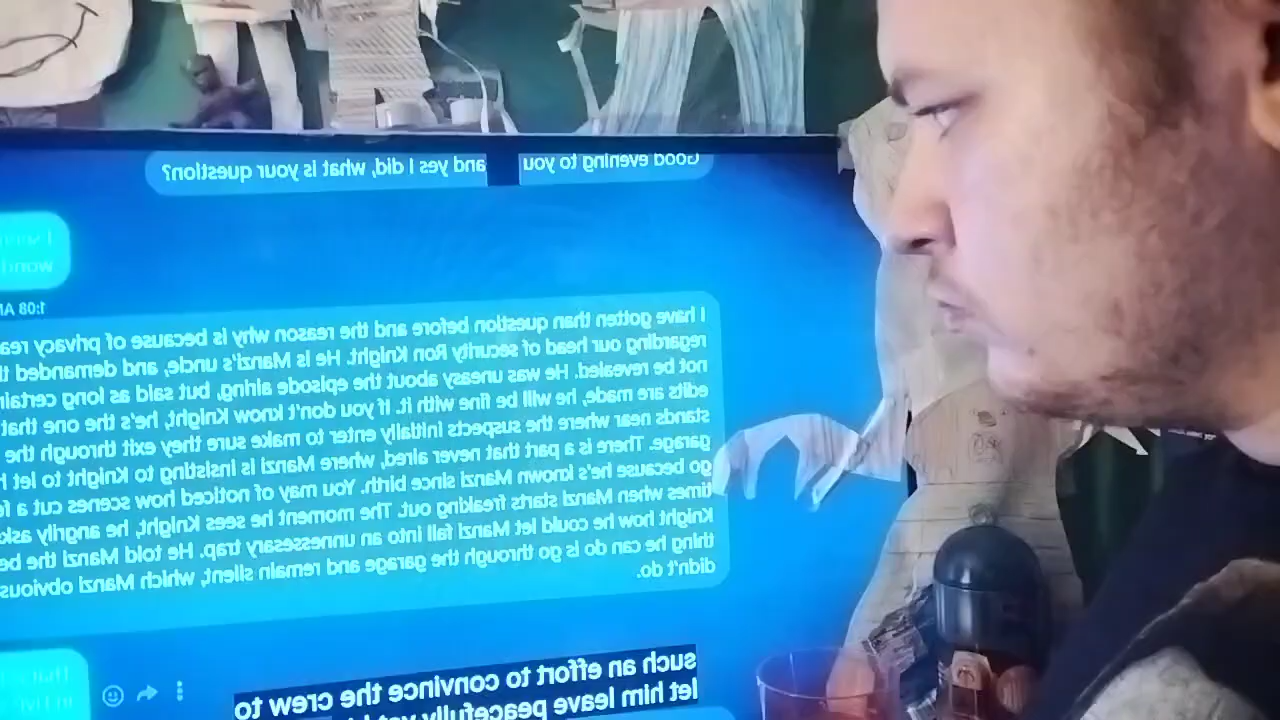 Good evening to you
and yes I did, what is your question?
1:08 AM
I have gotten than question before and the reason why is because of privacy
regarding our head of security Ron Knight. He is Manzi's uncle, and demanded
not be revealed. He was uneasy about the episode airing, but said as long
edits are made, he will be fine with it. If you don't know Knight, he's the one that
stands near where the suspects initially enter to make sure they exit through the
garage. There is a part that never aired, where Manzi is insisting to Knight to let
go because he's known Manzi since birth. You may of noticed how scenes cut a
times when Manzi starts freaking out. The moment he sees Knight, he angrily
Knight how he could let Manzi fall into an unnecessary trap. He told Manzi the
thing he can do is go through the garage and remain silent, which Manzi
didn't do.
such an effort to convince the crew to
let him leave peacefully